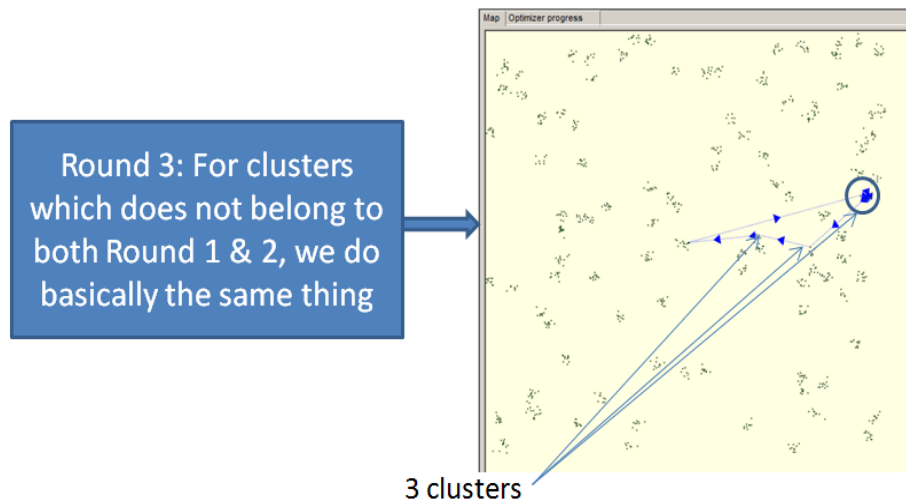 Map Optimizer progress
Round 3: For clusters
which does not belong to
both Round 1 & 2, we do
basically the same thing
3 clusters